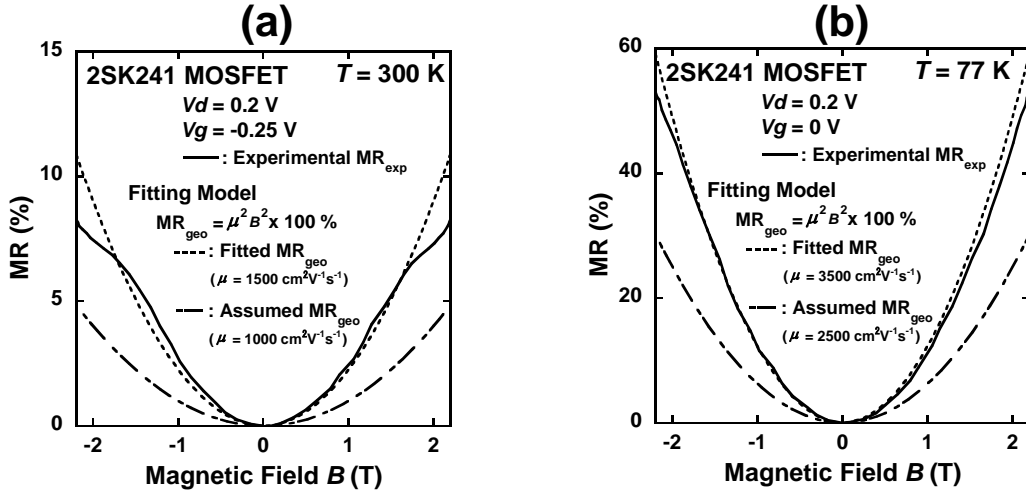 (a)
15
10
5
0
MR (%)
2SK241 MOSFET T = 300 K
Vd = 0.2 V
Vg = -0.25 V
: Experimental MRexp
Fitting Model
MRgeo = μ²B² x 100 %
: Fitted MRgeo
(μ = 1500 cm²V⁻¹s⁻¹)
: Assumed MRgeo
(μ = 1000 cm²V⁻¹s⁻¹)
-2 -1 0 1 2
Magnetic Field B (T)
(b)
60
40
20
0
MR (%)
2SK241 MOSFET T = 77 K
Vd = 0.2 V
Vg = 0 V
: Experimental MRexp
Fitting Model
MRgeo = μ²B² x 100 %
: Fitted MRgeo
(μ = 3500 cm²V⁻¹s⁻¹)
: Assumed MRgeo
(μ = 2500 cm²V⁻¹s⁻¹)
-2 -1 0 1 2
Magnetic Field B (T)